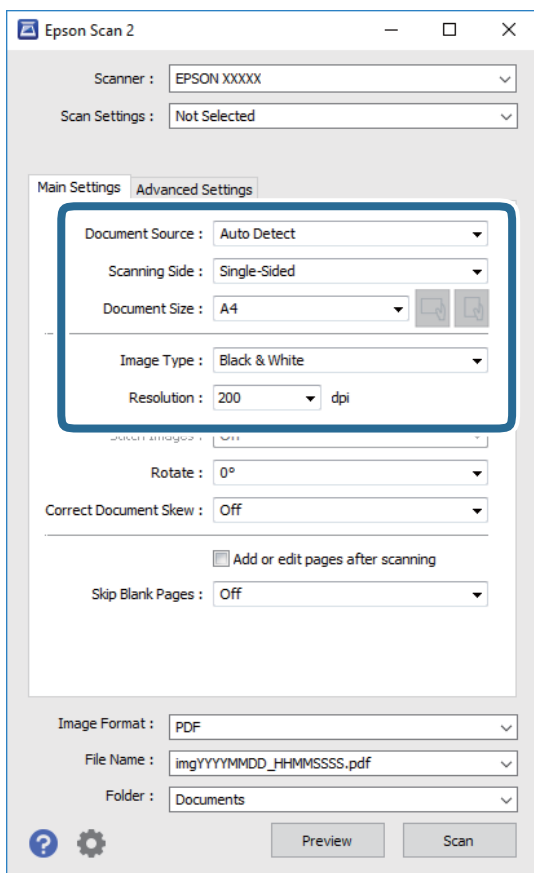 Epson Scan 2
Scanner : EPSON XXXXX
Scan Settings : Not Selected
Main Settings Advanced Settings
Document Source : Auto Detect
Scanning Side : Single-Sided
Document Size : A4
Image Type : Black & White
Resolution : 200 dpi
Rotate : 0°
Correct Document Skew : Off
Add or edit pages after scanning
Skip Blank Pages : Off
Image Format : PDF
File Name : imgYYYYMMDD_HHMMSSSS.pdf
Folder : Documents
? Preview Scan